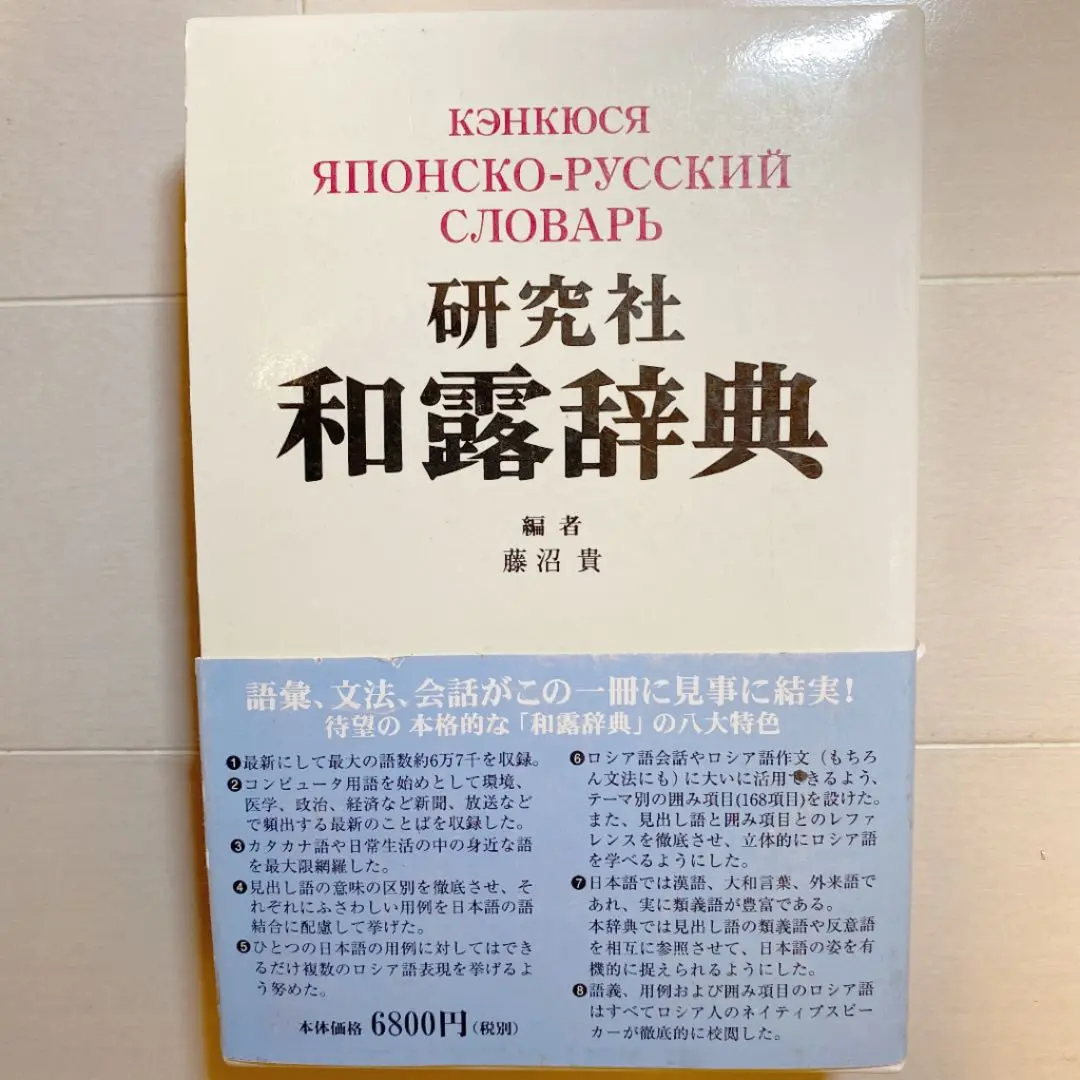 КЭНКЮСЯ
ЯПОНСКО-РУССКИЙ
СЛОВАРЬ
研究社
和露辞典
編者
藤沼 貴
語彙、文法、会話がこの一冊に見事に結実!
待望の 本格的な「和露辞典」の八大特色
❶最新にして最大の語数約6万7千を収録。
❷コンピュータ用語を始めとして環境、
医学、政治、経済など新聞、放送など
で頻出する最新のことばを収録した。
❸カタカナ語や日常生活の中の身近な語
を最大限網羅した。
❹見出し語の意味の区別を徹底させ、そ
れぞれにふさわしい用例を日本語の語
結合に配慮して挙げた。
❺ひとつの日本語の用例に対してはでき
るだけ複数のロシア語表現を挙げるよ
う努めた。
本体価格 6800円(税別)
❻ロシア語会話やロシア語作文(もちろ
ん文法にも)に大いに活用できるよう、
テーマ別の囲み項目(168項目)を設けた。
また、見出し語と囲み項目とのレファ
レンスを徹底させ、立体的にロシア語
を学べるようにした。
❼日本語では漢語、大和言葉、外来語で
あれ、実に類義語が豊富である。
本辞典では見出し語の類義語や反意語
を相互に参照させて、日本語の姿を有
機的に捉えられるようにした。
❽語義、用例および囲み項目のロシア語
はすべてロシア人のネイティブスピー
カーが徹底的に校閲した。